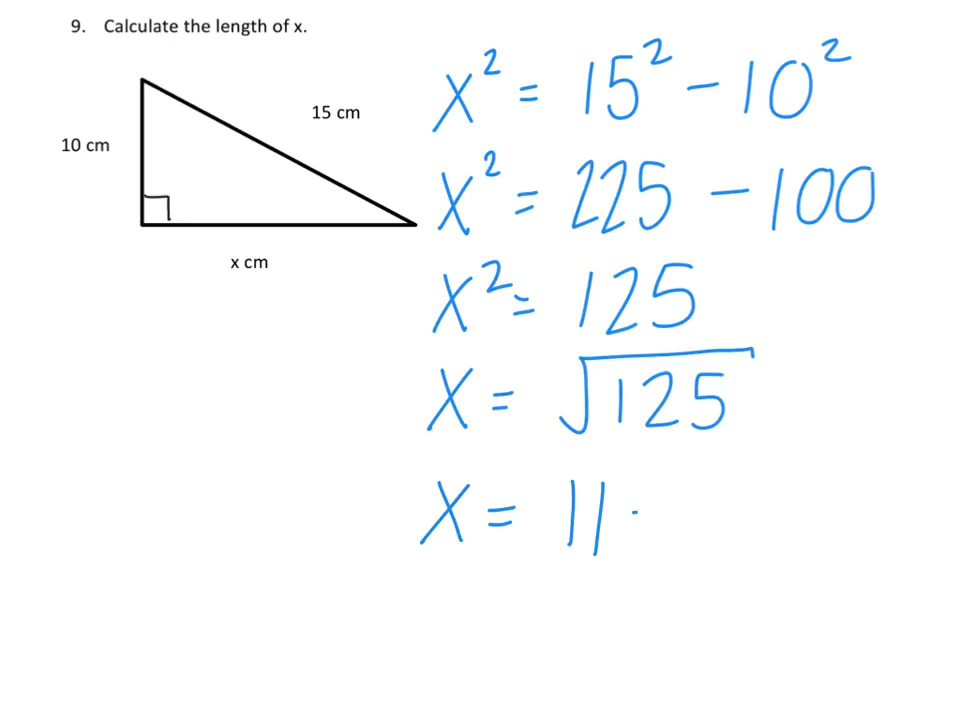 9. Calculate the length of x.
15 cm
10 cm
x cm
x² = 15² - 10²
x² = 225 - 100
x² = 125
x = √125
x = 11.